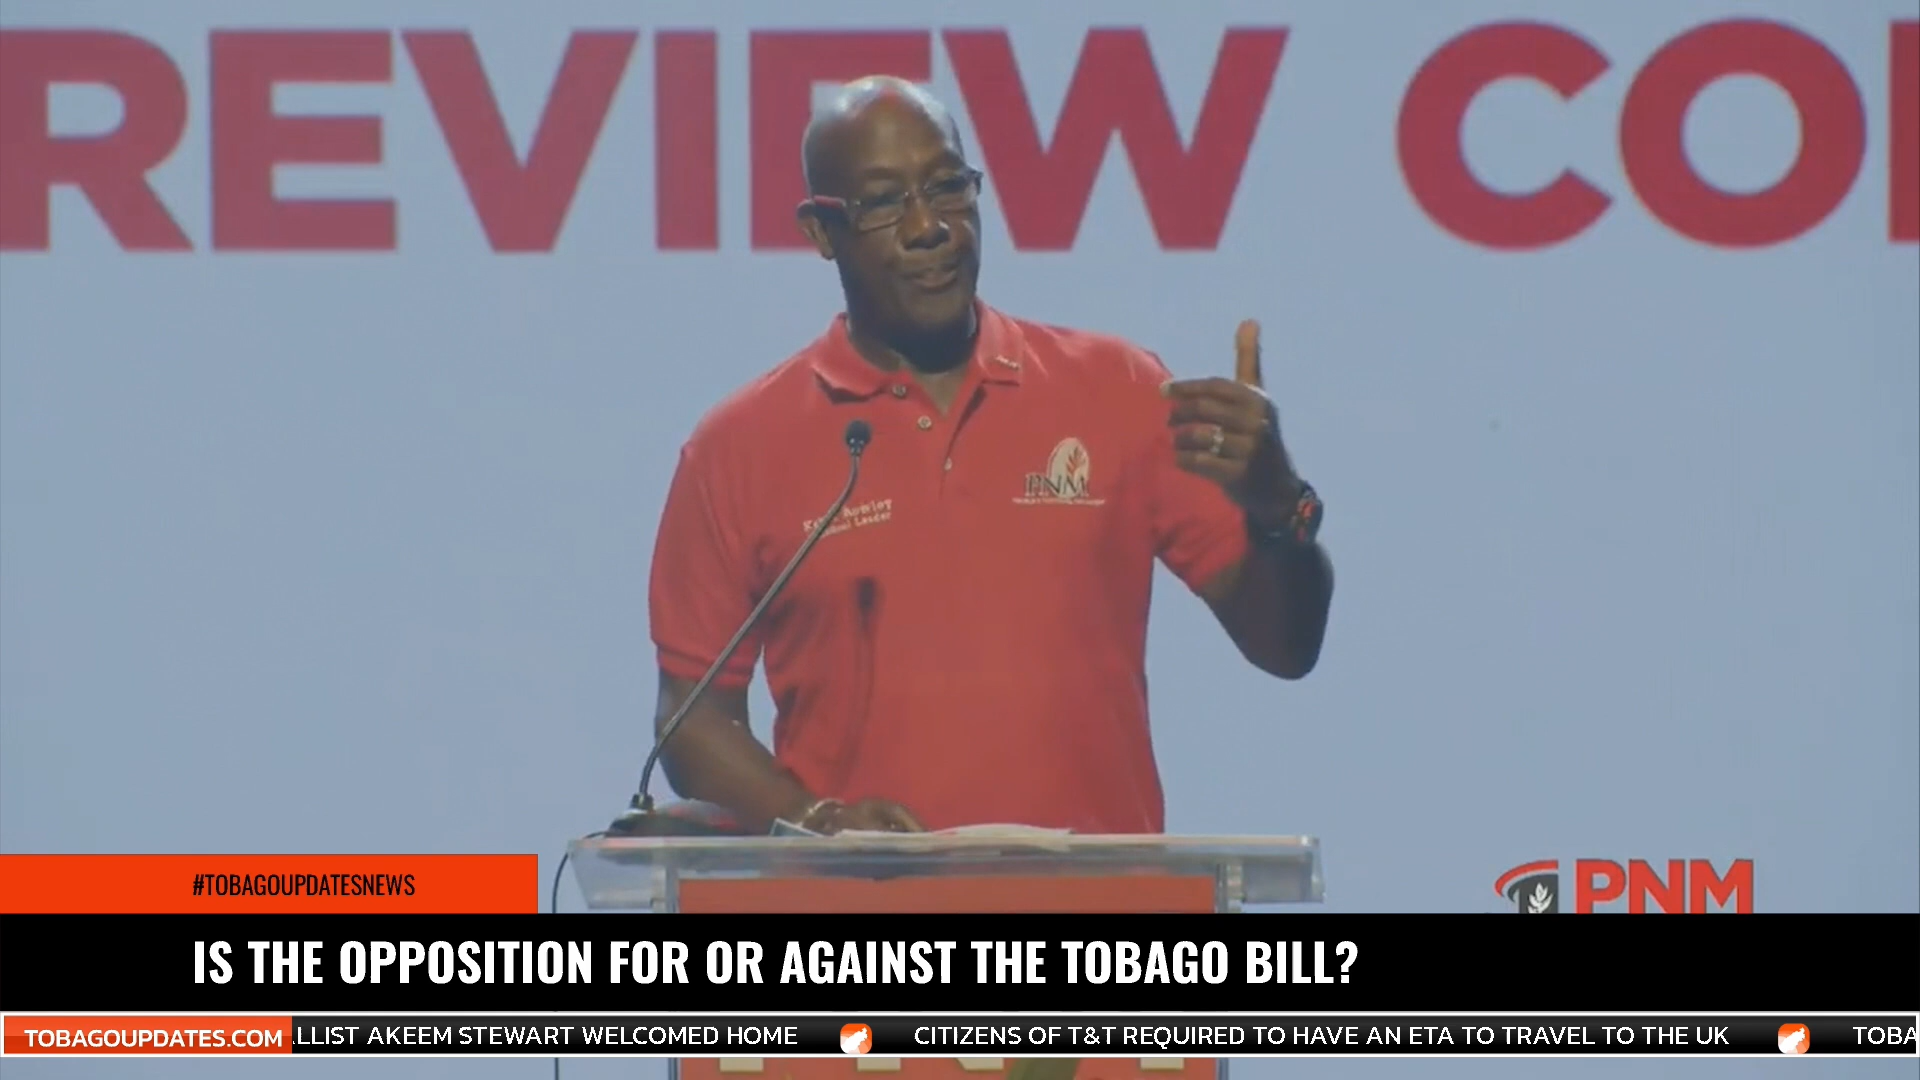 REVIEW CO
PNM
Leader
PNM
#TOBAGOUPDATESNEWS
IS THE OPPOSITION FOR OR AGAINST THE TOBAGO BILL?
TOBAGOUPDATES.COM
LLIST AKEEM STEWART WELCOMED HOME
CITIZENS OF T&T REQUIRED TO HAVE AN ETA TO TRAVEL TO THE UK
TOBA